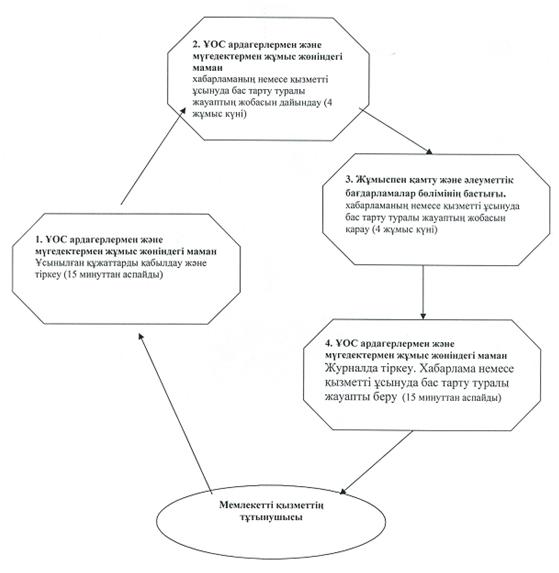 2. ҰОС ардагерлермен және
мүгедектермен жұмыс жөніндегі
маман
хабарламаның немесе қызметті
ұсынуда бас тарту туралы
жауаптың жобасын дайындау (4
жұмыс күні)
3. Жұмыспен қамту және әлеуметтік
бағдарламалар бөлімінің бастығы.
хабарламаның немесе қызметті ұсынуда
бас тарту туралы жауаптың жобасын
қарау (4 жұмыс күні)
1. ҰОС ардагерлермен және
мүгедектермен жұмыс жөніндегі маман
Ұсынылған құжаттарды қабылдау және
тіркеу (15 минуттан аспайды)
4. ҰОС ардагерлермен және
мүгедектермен жұмыс жөніндегі маман
Журналда тіркеу. Хабарлама немесе
қызметті ұсынуда бас тарту туралы
жауапты беру (15 минуттан аспайды)
Мемлекетті қызметтің
тұтынушысы